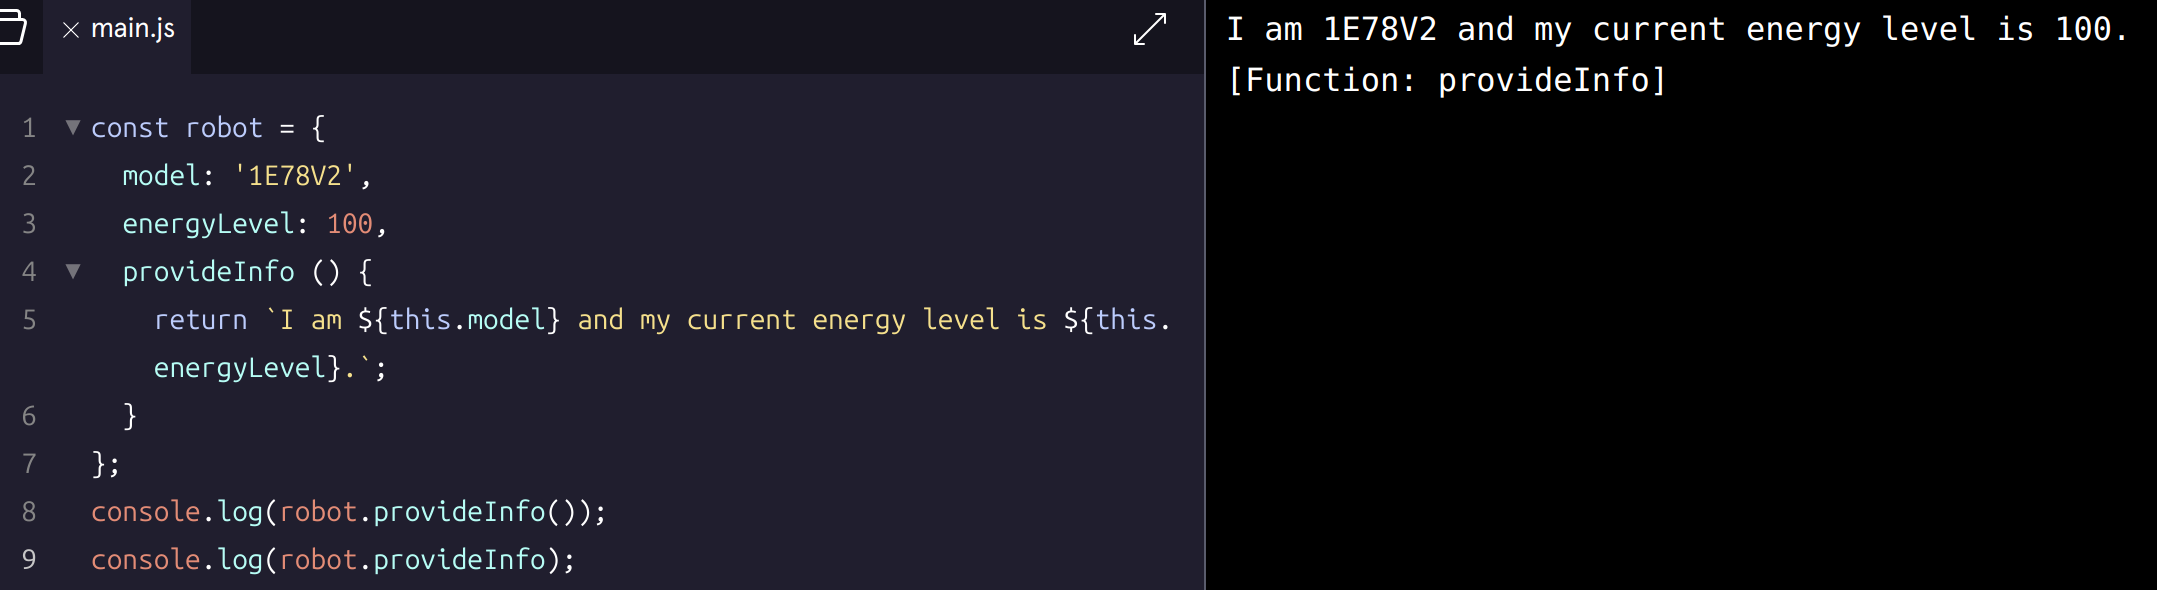 main.js
1 const robot = {
2 model: '1E78V2',
3 energyLevel: 100,
4 provideInfo () {
5 return `I am ${this.model} and my current energy level is ${this.
energyLevel}.`;
6 }
7 };
8 console.log(robot.provideInfo());
9 console.log(robot.provideInfo);
I am 1E78V2 and my current energy level is 100.
[Function: provideInfo]